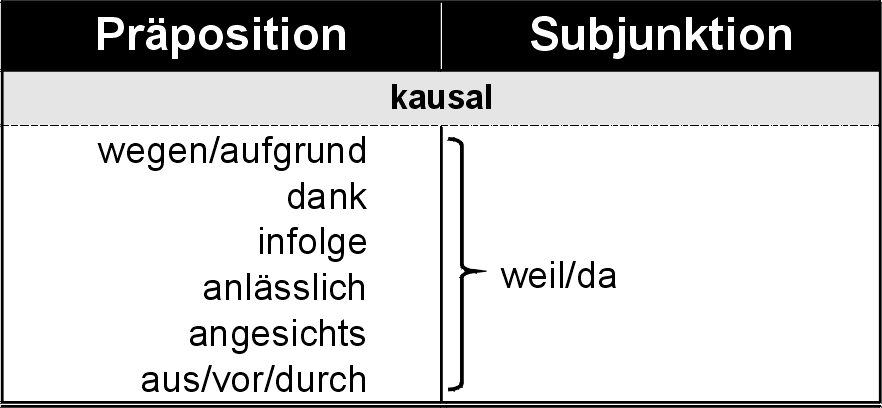 Präposition Subjunktion
kausal
wegen/aufgrund
dank
infolge
anlässlich
angesichts
aus/vor/durch
weil/da